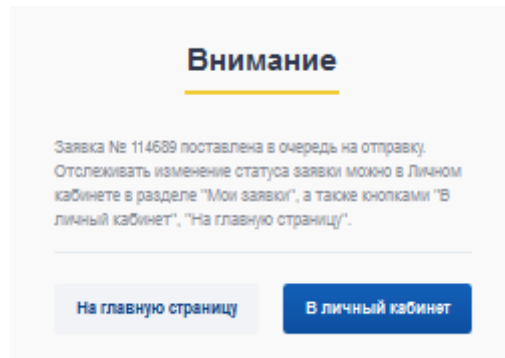 Внимание
Заявка № 114689 поставлена в очередь на отправку.
Отслеживать изменение статуса заявки можно в Личном
кабинете в разделе "Мои заявки", а также кнопками "В
личный кабинет", "На главную страницу".
На главную страницу
В личный кабинет